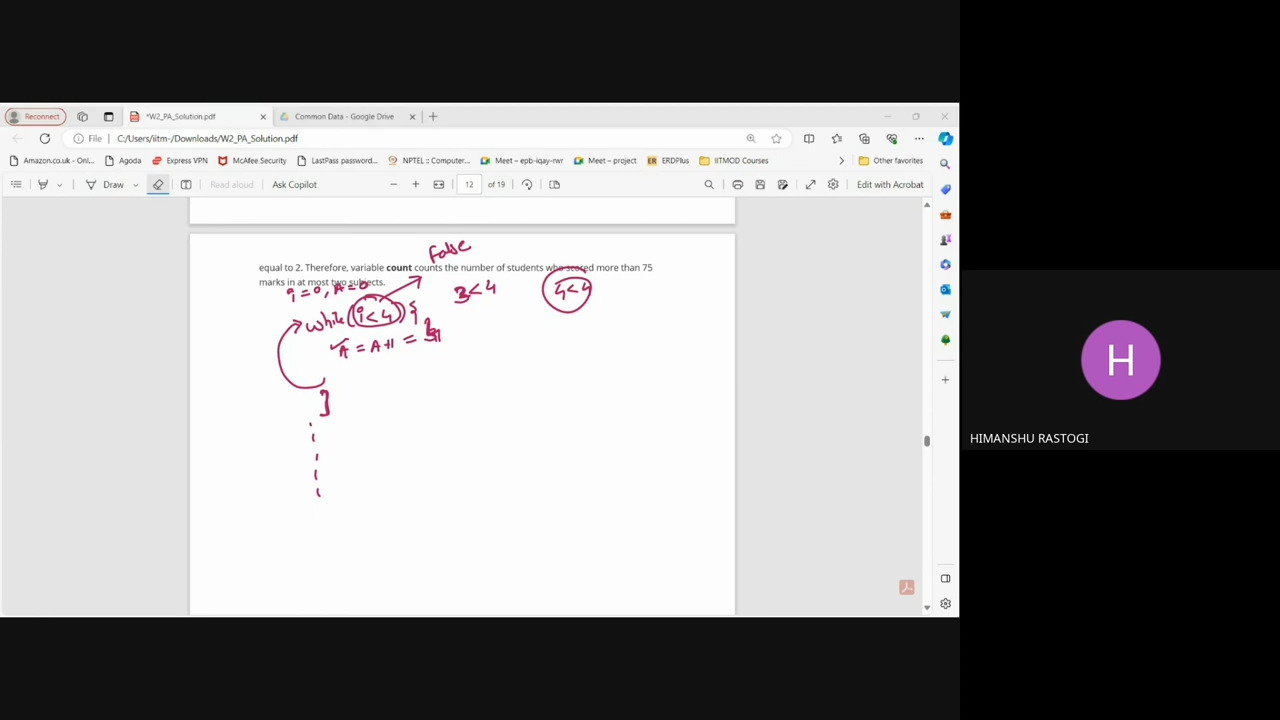 Reconnect
*W2_PA_Solution.pdf
Common Data - Google Drive
File
C:/Users/iitm-/Downloads/W2_PA_Solution.pdf
Amazon.co.uk - Onl...
Agoda
Express VPN
McAfee Security
LastPass password...
NPTEL :: Computer...
Meet – epb-iqay-rwr
Meet – project
ERDPlus
IITMOD Courses
Other favorites
Draw
Read aloud
Ask Copilot
12 of 19
Edit with Acrobat
False
equal to 2. Therefore, variable count counts the number of students who scored more than 75
marks in at most two subjects.
i=0, A=0
3<4
4<4
while (i<4) {
A = A+1 =
}
H
HIMANSHU RASTOGI